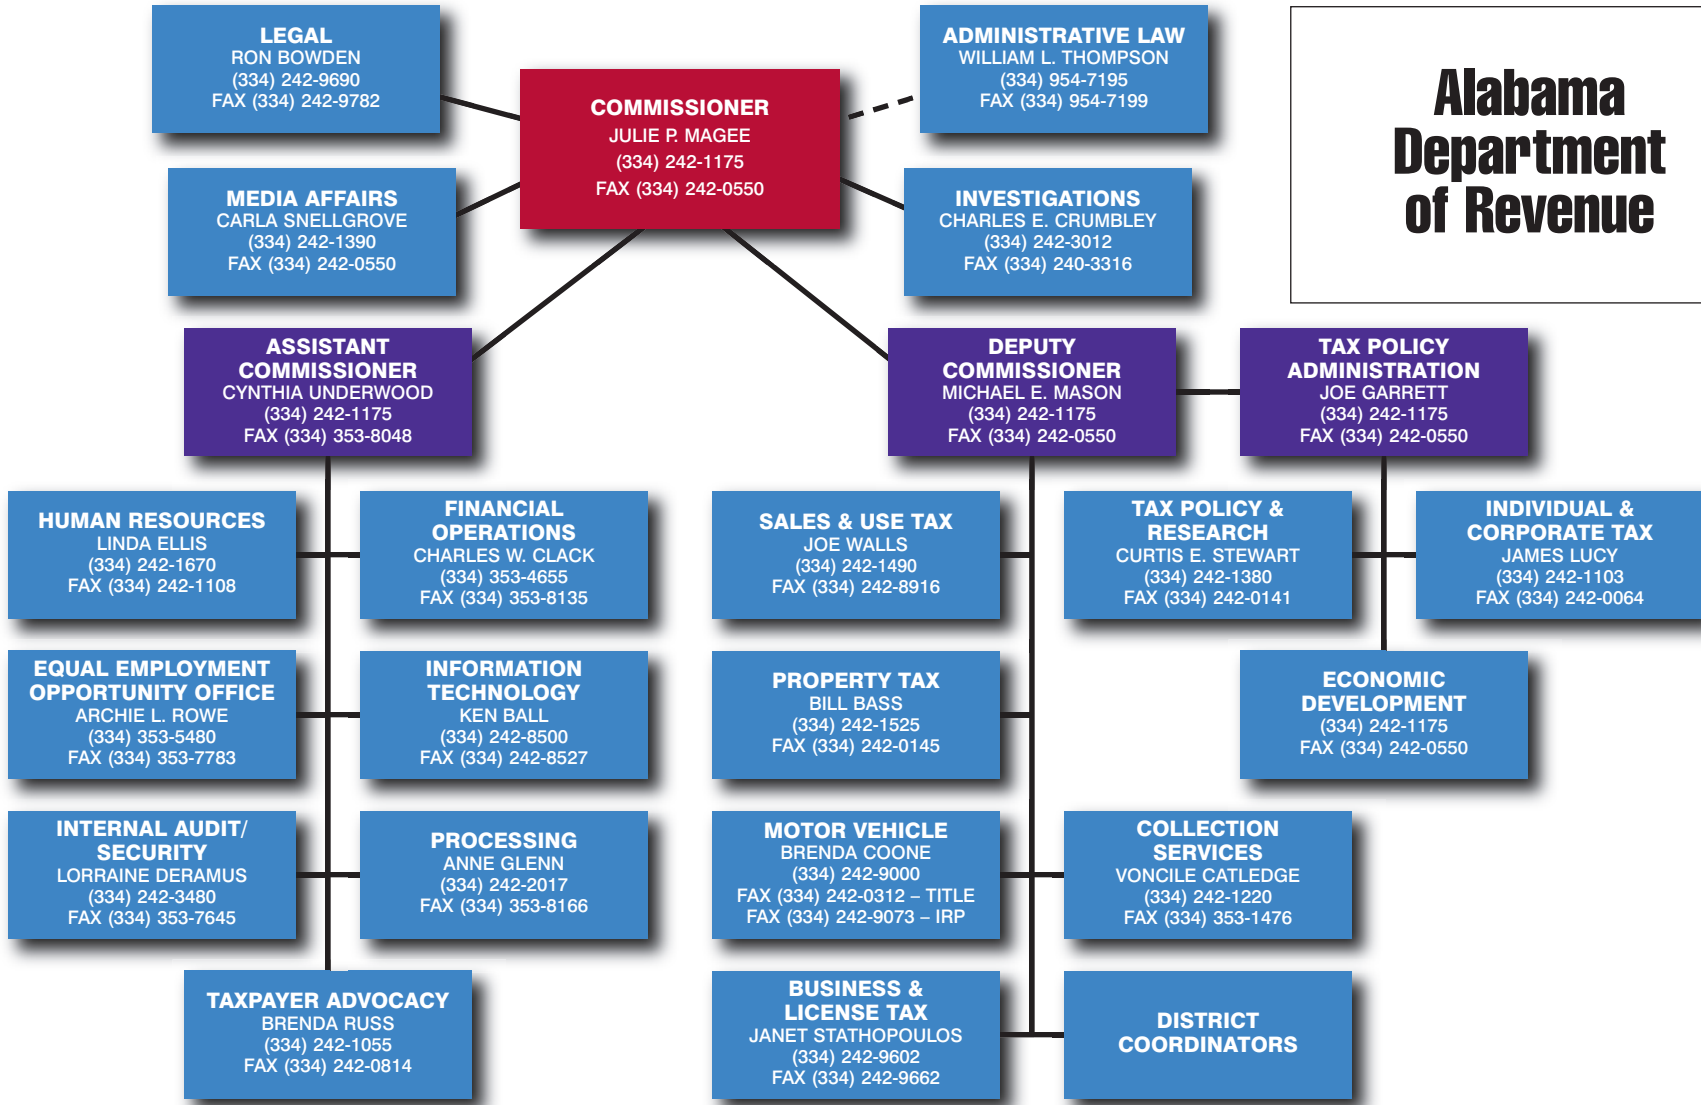 LEGAL
RON BOWDEN
(334) 242-9690
FAX (334) 242-9782
COMMISSIONER
JULIE P. MAGEE
(334) 242-1175
FAX (334) 242-0550
ADMINISTRATIVE LAW
WILLIAM L. THOMPSON
(334) 954-7195
FAX (334) 954-7199
Alabama
Department
of Revenue
MEDIA AFFAIRS
CARLA SNELLGROVE
(334) 242-1390
FAX (334) 242-0550
INVESTIGATIONS
CHARLES E. CRUMBLEY
(334) 242-3012
FAX (334) 240-3316
ASSISTANT
COMMISSIONER
CYNTHIA UNDERWOOD
(334) 242-1175
FAX (334) 353-8048
DEPUTY
COMMISSIONER
MICHAEL E. MASON
(334) 242-1175
FAX (334) 242-0550
TAX POLICY
ADMINISTRATION
JOE GARRETT
(334) 242-1175
FAX (334) 242-0550
HUMAN RESOURCES
LINDA ELLIS
(334) 242-1670
FAX (334) 242-1108
FINANCIAL
OPERATIONS
CHARLES W. CLACK
(334) 353-4655
FAX (334) 353-8135
SALES & USE TAX
JOE WALLS
(334) 242-1490
FAX (334) 242-8916
TAX POLICY &
RESEARCH
CURTIS E. STEWART
(334) 242-1380
FAX (334) 242-0141
INDIVIDUAL &
CORPORATE TAX
JAMES LUCY
(334) 242-1103
FAX (334) 242-0064
EQUAL EMPLOYMENT
OPPORTUNITY OFFICE
ARCHIE L. ROWE
(334) 353-5480
FAX (334) 353-7783
INFORMATION
TECHNOLOGY
KEN BALL
(334) 242-8500
FAX (334) 242-8527
PROPERTY TAX
BILL BASS
(334) 242-1525
FAX (334) 242-0145
ECONOMIC
DEVELOPMENT
(334) 242-1175
FAX (334) 242-0550
INTERNAL AUDIT/
SECURITY
LORRAINE DERAMUS
(334) 242-3480
FAX (334) 353-7645
PROCESSING
ANNE GLENN
(334) 242-2017
FAX (334) 353-8166
MOTOR VEHICLE
BRENDA COONE
(334) 242-9000
FAX (334) 242-0312 – TITLE
FAX (334) 242-9073 – IRP
COLLECTION
SERVICES
VONCILE CATLEDGE
(334) 242-1220
FAX (334) 353-1476
TAXPAYER ADVOCACY
BRENDA RUSS
(334) 242-1055
FAX (334) 242-0814
BUSINESS &
LICENSE TAX
JANET STATHOPOULOS
(334) 242-9602
FAX (334) 242-9662
DISTRICT
COORDINATORS